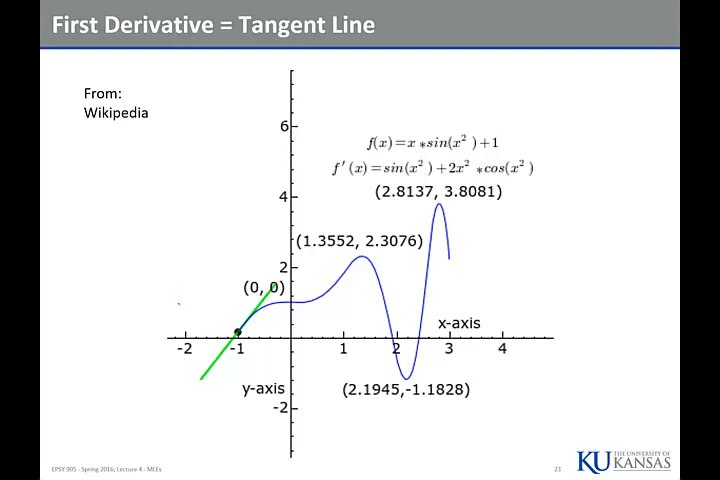 First Derivative = Tangent Line
From:
Wikipedia
6
f(x)=x∗sin(x²)+1
f'(x)=sin(x²)+2x²∗cos(x²)
4
(2.8137, 3.8081)
(1.3552, 2.3076)
2
(0, 0)
x-axis
-2
-1
1
2
3
4
y-axis
(2.1945,-1.1828)
-2
EPSY 905 - Spring 2016; Lecture 4 - MLEs
23
KU THE UNIVERSITY OF
KANSAS